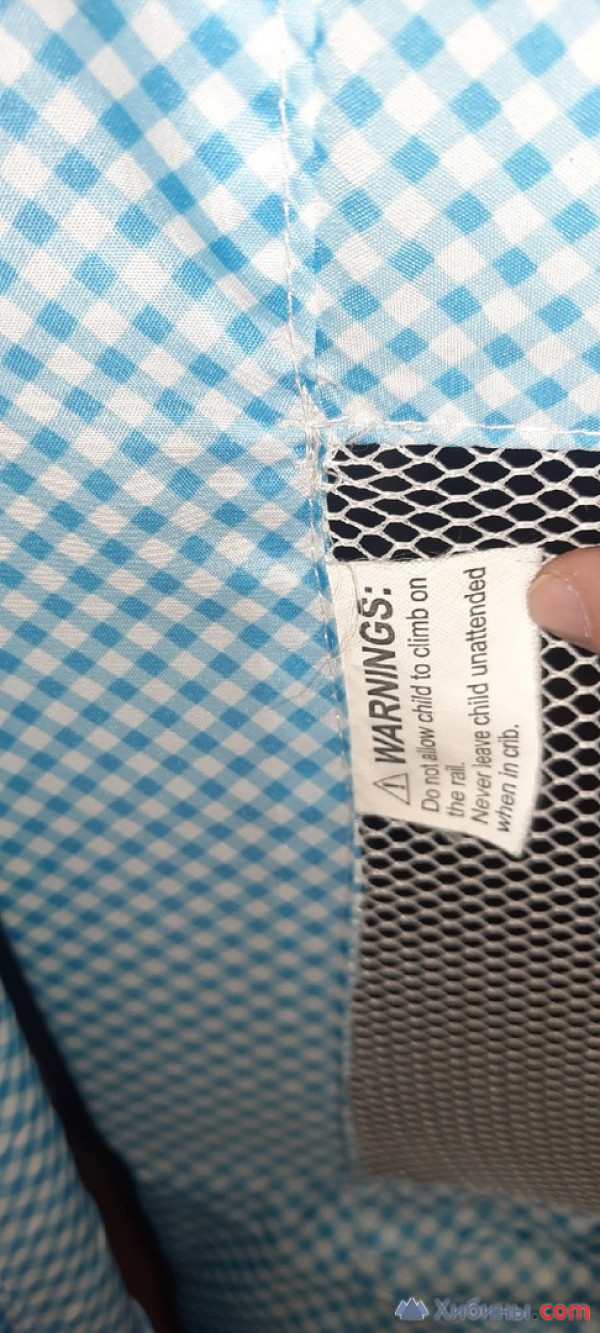 ⚠ WARNINGS:
Do not allow child to climb on
the rail.
Never leave child unattended
when in crib.
Хибины.com